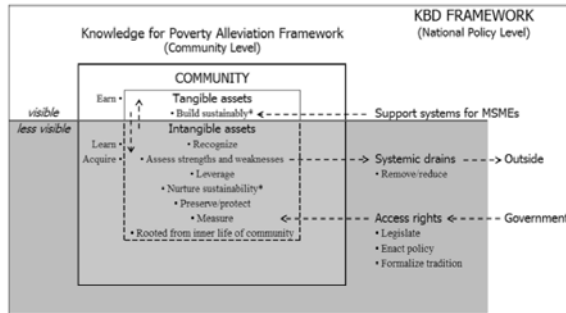 KBD FRAMEWORK
(National Policy Level)
Knowledge for Poverty Alleviation Framework
(Community Level)
COMMUNITY
Earn •
Tangible assets
• Build sustainably*
Support systems for MSMEs
visible
less visible
Intangible assets
Learn •
• Recognize
Acquire •
• Assess strengths and weaknesses
Systemic drains
Outside
• Leverage
• Remove/reduce
• Nurture sustainability*
• Preserve/protect
• Measure
Access rights
Government
• Rooted from inner life of community
• Legislate
• Enact policy
• Formalize tradition